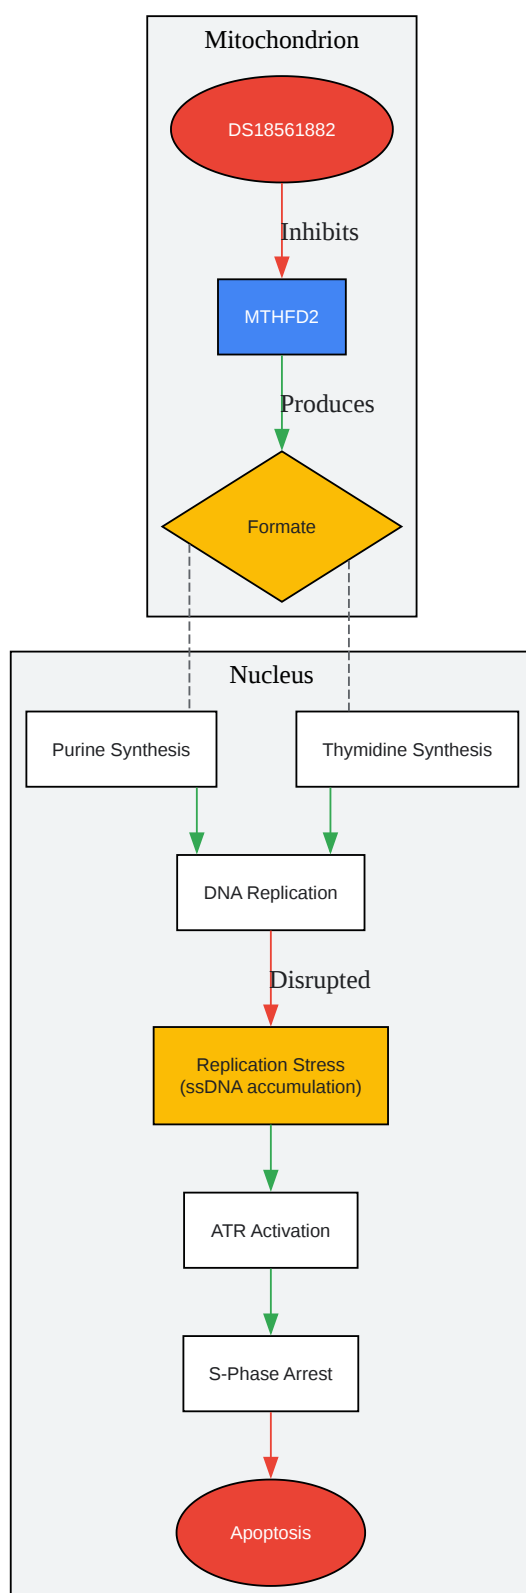 Mitochondrion
DS18561882
Inhibits
MTHFD2
Produces
Formate
Nucleus
Purine Synthesis
Thymidine Synthesis
DNA Replication
Disrupted
Replication Stress
(ssDNA accumulation)
ATR Activation
S-Phase Arrest
Apoptosis